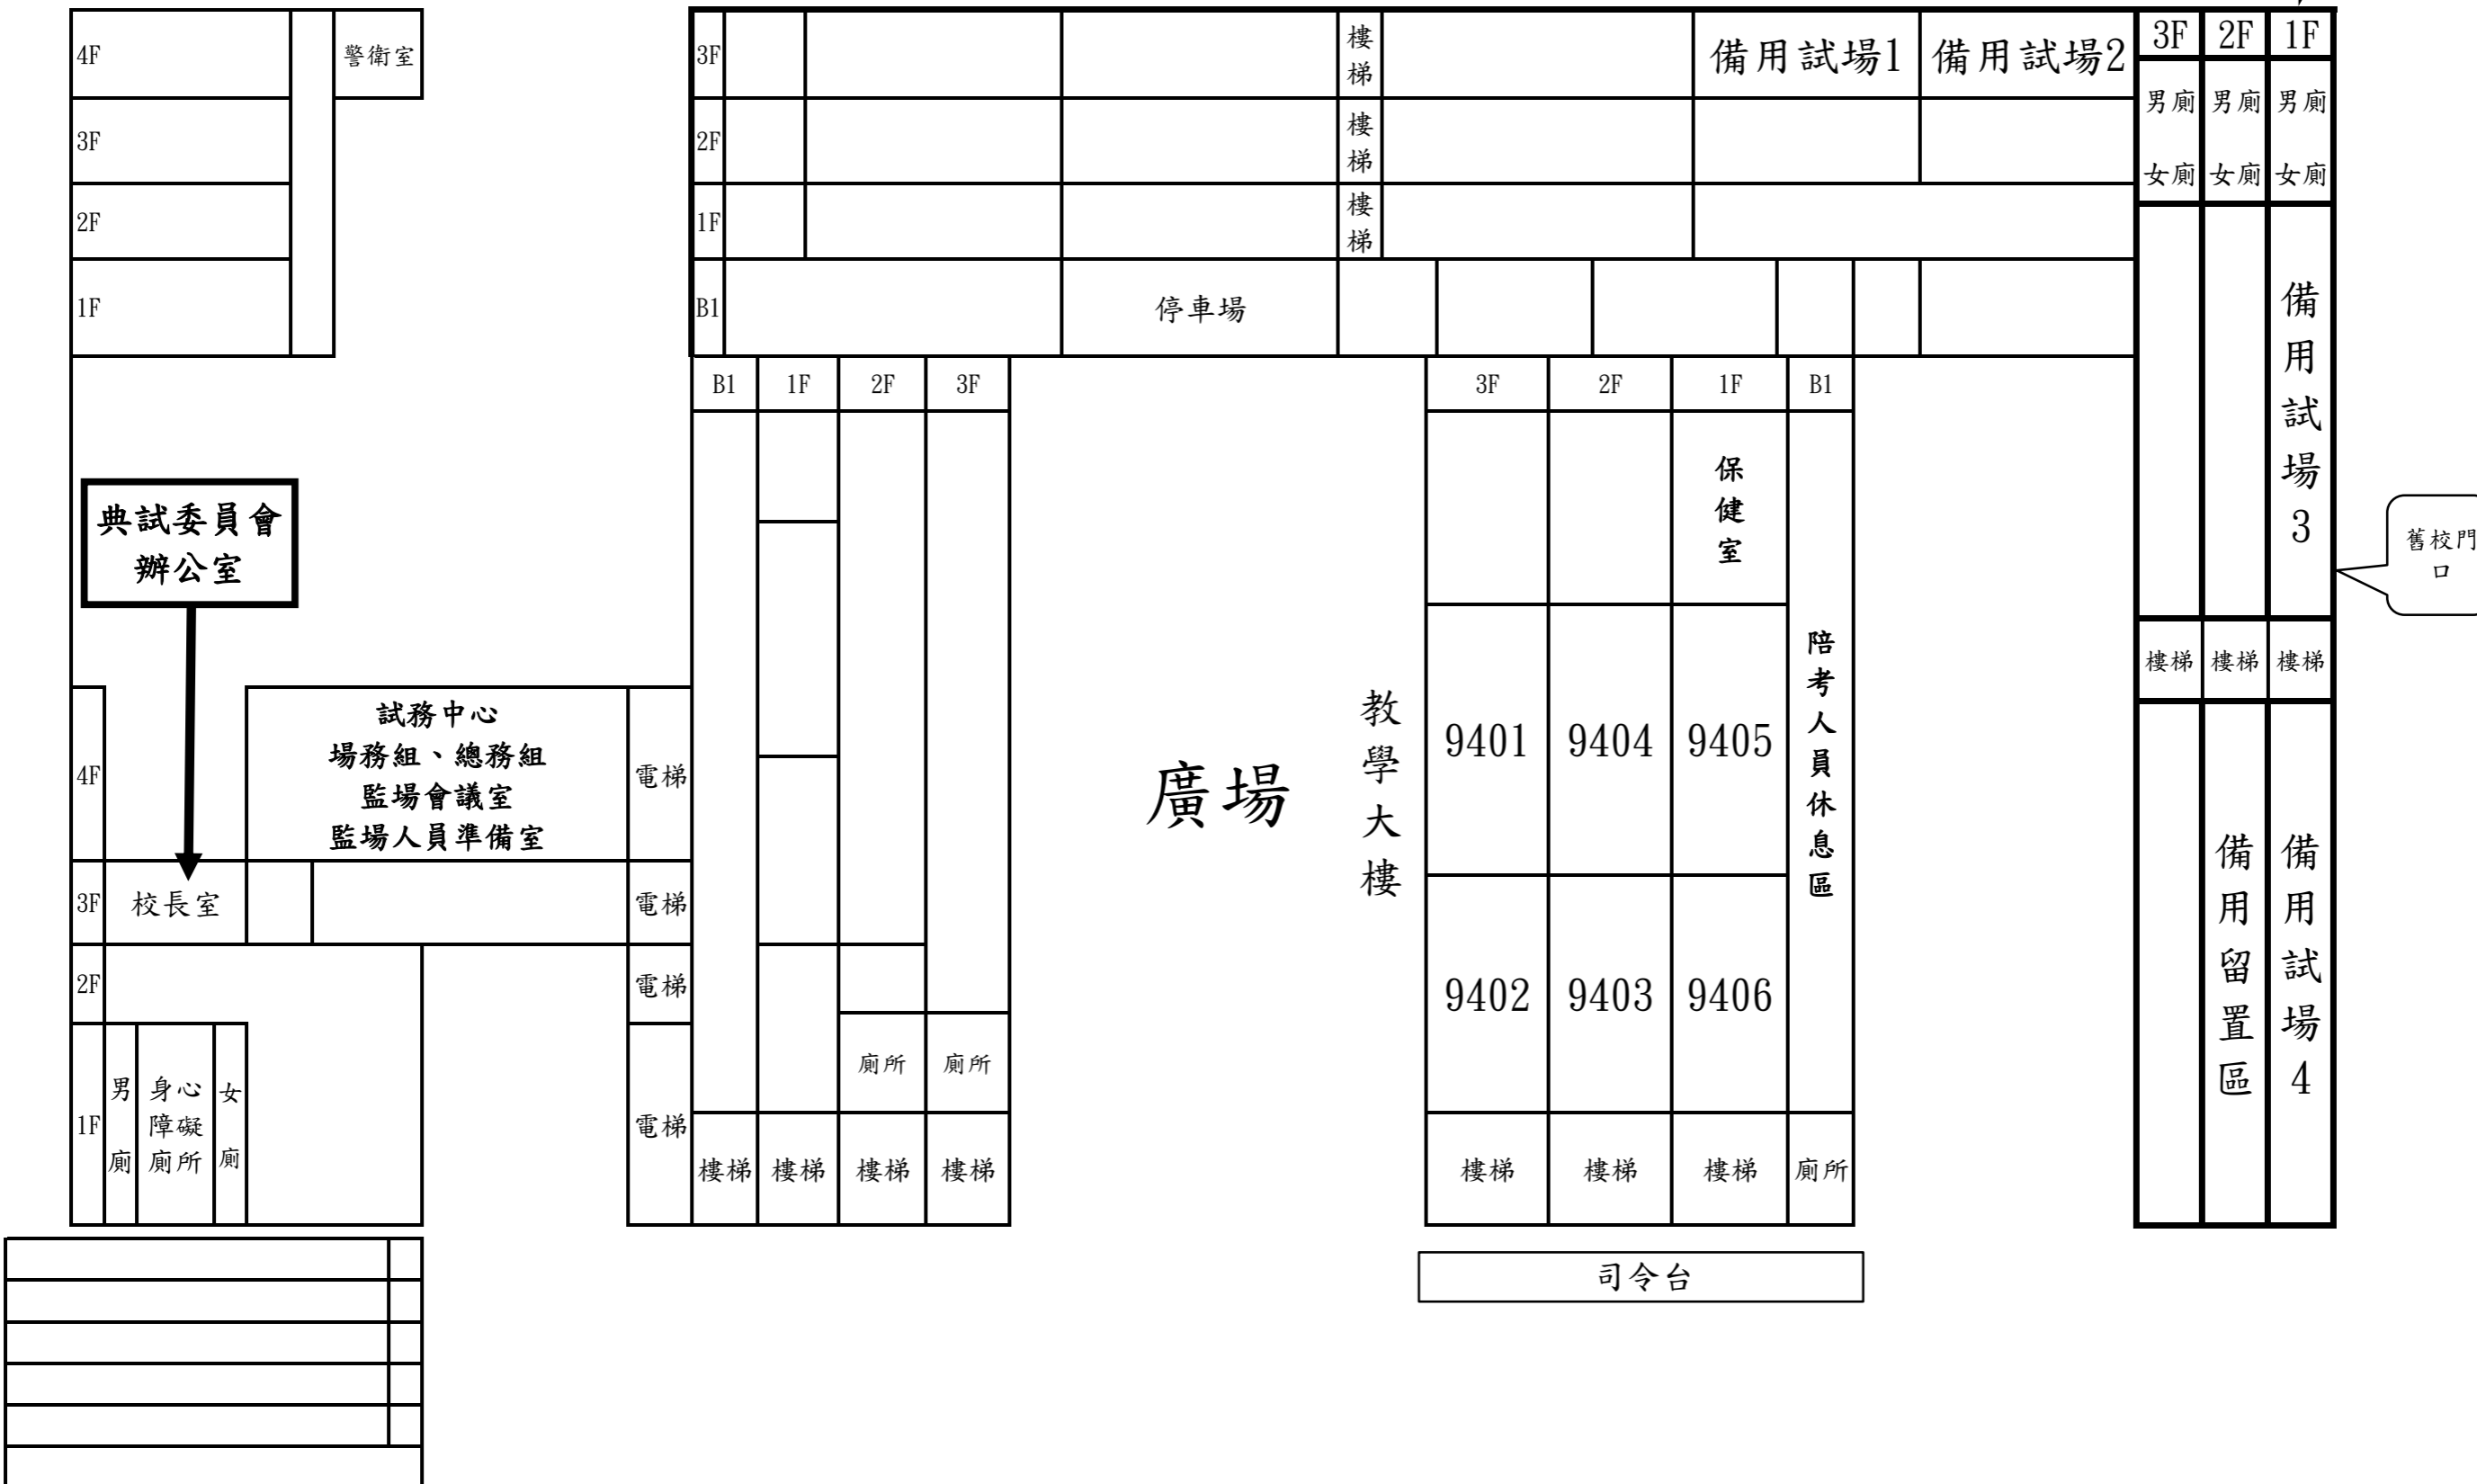 4F
警衛室
3F
2F
1F
3F
樓梯
備用試場1
備用試場2
2F
樓梯
1F
樓梯
B1
停車場
3F
2F
1F
男廁
男廁
男廁
女廁
女廁
女廁
備用試場3
舊校門口
樓梯
樓梯
樓梯
備用留置區
備用試場4
B1
1F
2F
3F
廁所
廁所
樓梯
樓梯
樓梯
樓梯
廣場
教學大樓
3F
2F
1F
B1
保健室
9401
9404
9405
陪考人員休息區
9402
9403
9406
樓梯
樓梯
樓梯
廁所
司令台
典試委員會
辦公室
4F
試務中心
場務組、總務組
監場會議室
監場人員準備室
電梯
3F
校長室
電梯
2F
電梯
1F
男廁
身心
障礙
廁所
女廁
電梯